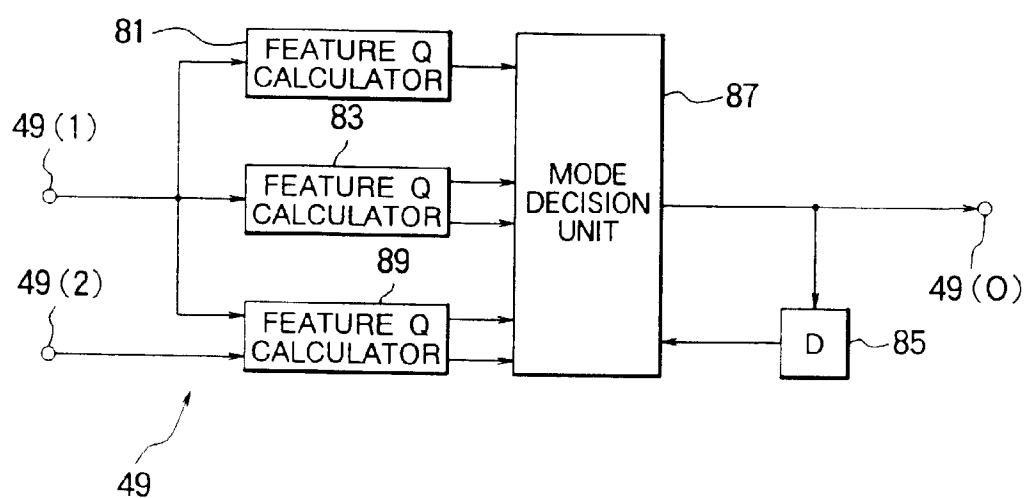 81
FEATURE Q
CALCULATOR
87
83
49(1)
FEATURE Q
CALCULATOR
MODE
DECISION
UNIT
89
49(2)
49(0)
FEATURE Q
CALCULATOR
D
85
49